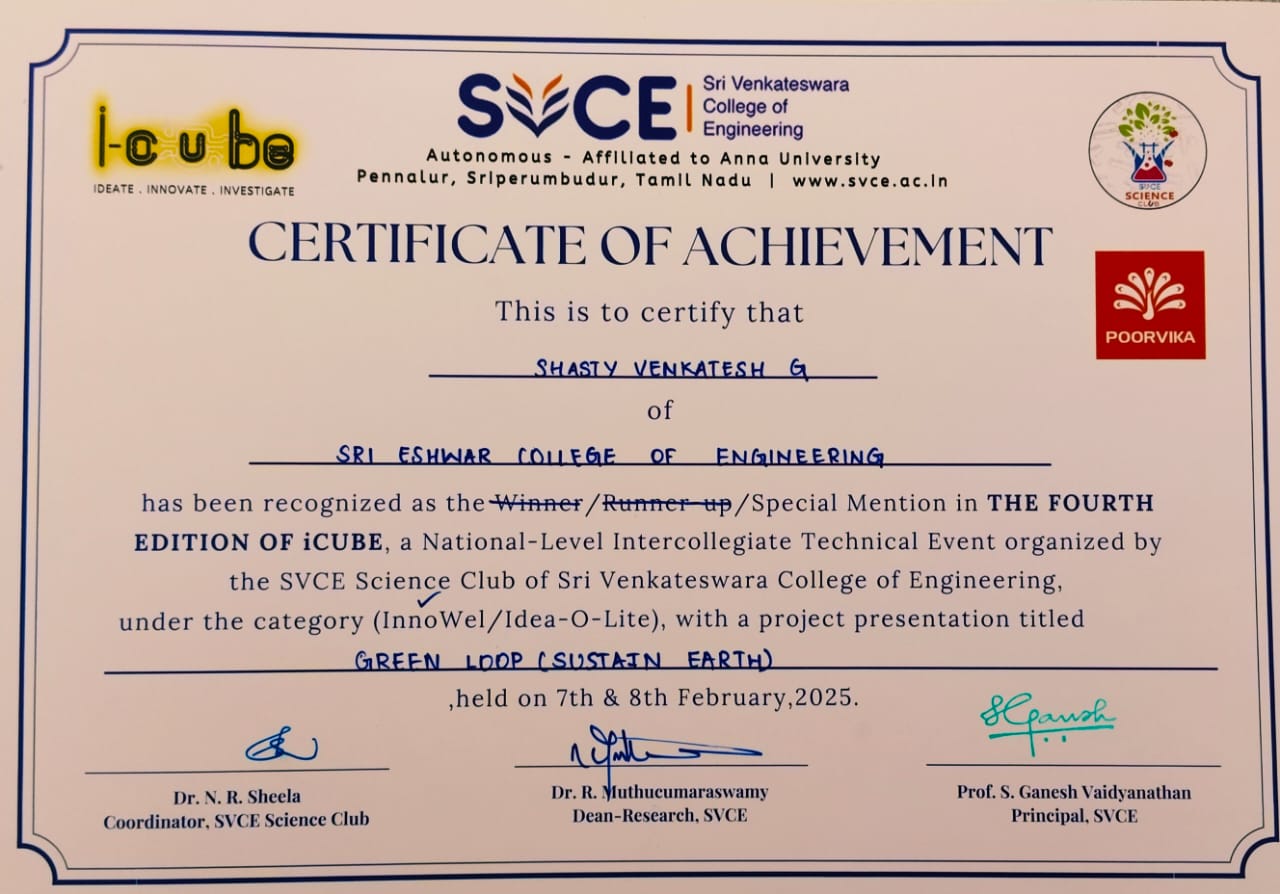 i-cube
IDEATE . INNOVATE . INVESTIGATE
SVCE
Sri Venkateswara
College of
Engineering
Autonomous - Affiliated to Anna University
Pennalur, Sriperumbudur, Tamil Nadu | www.svce.ac.in
SVCE
SCIENCE
CLUB
POORVIKA
CERTIFICATE OF ACHIEVEMENT
This is to certify that
SHASTY VENKATESH G
of
SRI ESHWAR COLLEGE OF ENGINEERING
has been recognized as the Winner/Runner-up/Special Mention in THE FOURTH
EDITION OF iCUBE, a National-Level Intercollegiate Technical Event organized by
the SVCE Science Club of Sri Venkateswara College of Engineering,
under the category (InnoWel/Idea-O-Lite), with a project presentation titled
GREEN LOOP (SUSTAIN EARTH)
,held on 7th & 8th February,2025.
SGanesh
Dr. N. R. Sheela
Coordinator, SVCE Science Club
Dr. R. Muthucumaraswamy
Dean-Research, SVCE
Prof. S. Ganesh Vaidyanathan
Principal, SVCE